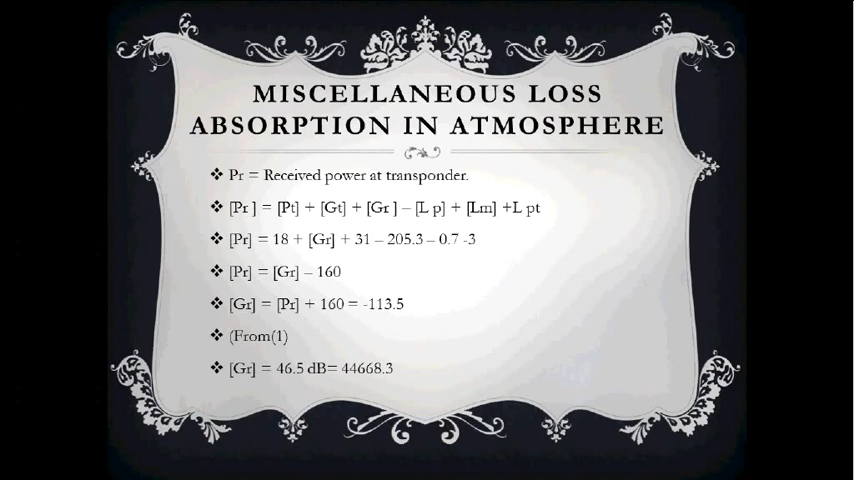 MISCELLANEOUS LOSS
ABSORPTION IN ATMOSPHERE
❖ Pr = Received power at transponder.
❖ [Pr ] = [Pt] + [Gt] + [Gr ] – [L p] + [Lm] +L pt
❖ [Pr] = 18 + [Gr] + 31 – 205.3 – 0.7 -3
❖ [Pr] = [Gr] – 160
❖ [Gr] = [Pr] + 160 = -113.5
❖ (From(1)
❖ [Gr] = 46.5 dB= 44668.3